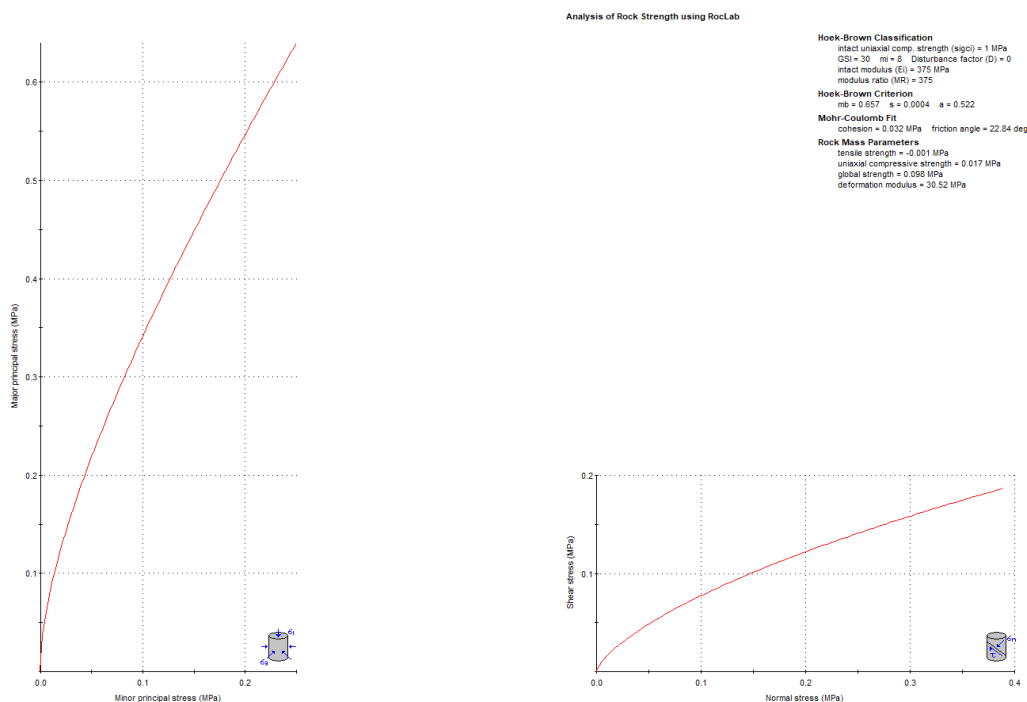 Analysis of Rock Strength using RocLab
Hoek-Brown Classification
intact uniaxial comp. strength (sigci) = 1 MPa
GSI = 30 mi = 8 Disturbance factor (D) = 0
intact modulus (Ei) = 375 MPa
modulus ratio (MR) = 375
Hoek-Brown Criterion
mb = 0.657 s = 0.0004 a = 0.522
Mohr-Coulomb Fit
cohesion = 0.032 MPa friction angle = 22.84 deg
Rock Mass Parameters
tensile strength = -0.001 MPa
uniaxial compressive strength = 0.017 MPa
global strength = 0.098 MPa
deformation modulus = 30.52 MPa
Major principal stress (MPa)
0.6
0.5
0.4
0.3
0.2
0.1
0.0 0.1 0.2
Minor principal stress (MPa)
σ1
σ3
Shear stress (MPa)
0.2
0.1
0.0 0.1 0.2 0.3 0.4
Normal stress (MPa)
σn
τ